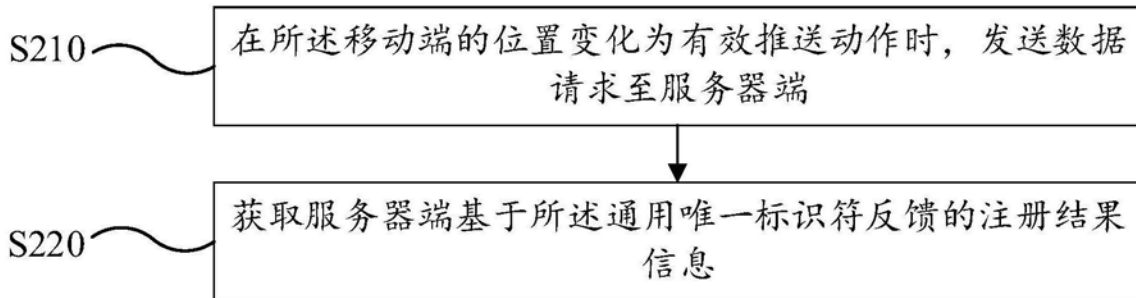 S210
在所述移动端的位置变化为有效推送动作时，发送数据
请求至服务器端
S220
获取服务器端基于所述通用唯一标识符反馈的注册结果
信息